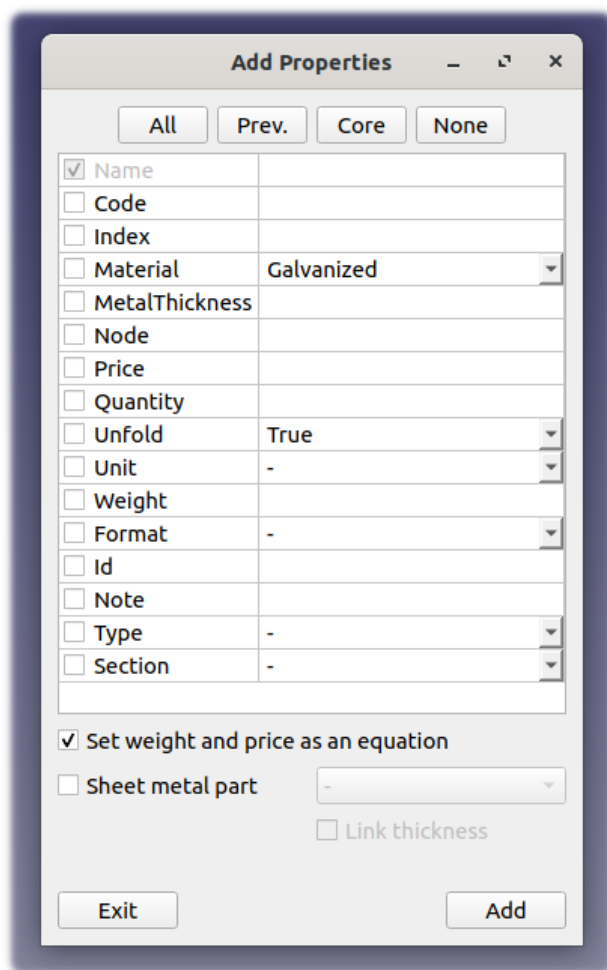 Add Properties
All Prev. Core None
Name
Code
Index
Material Galvanized
MetalThickness
Node
Price
Quantity
Unfold True
Unit -
Weight
Format -
Id
Note
Type -
Section -
Set weight and price as an equation
Sheet metal part -
Link thickness
Exit Add